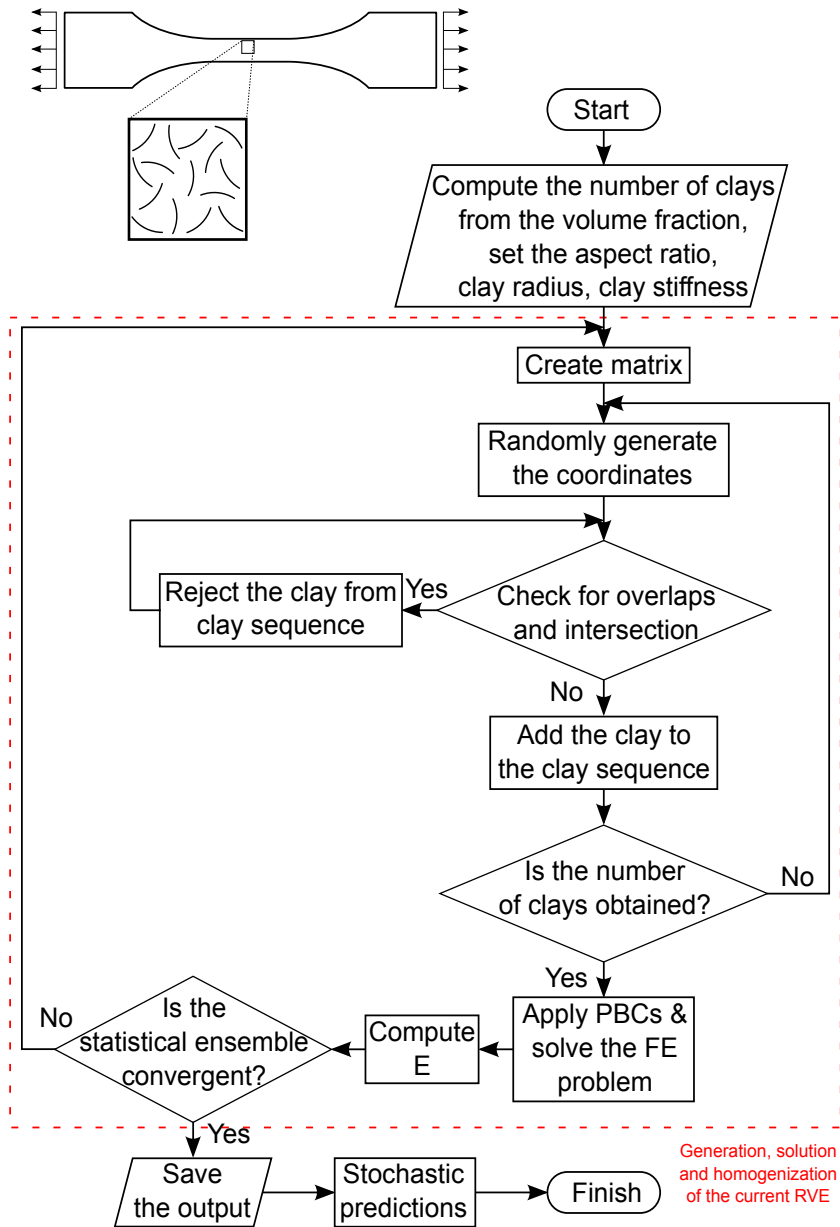 Start
Compute the number of clays
from the volume fraction,
set the aspect ratio,
clay radius, clay stiffness
Create matrix
Randomly generate
the coordinates
Reject the clay from
clay sequence
Yes
Check for overlaps
and intersection
No
Add the clay to
the clay sequence
Is the number
of clays obtained?
No
Yes
Apply PBCs &
solve the FE
problem
Compute
E
No
Is the
statistical ensemble
convergent?
Yes
Save
the output
Stochastic
predictions
Finish
Generation, solution
and homogenization
of the current RVE